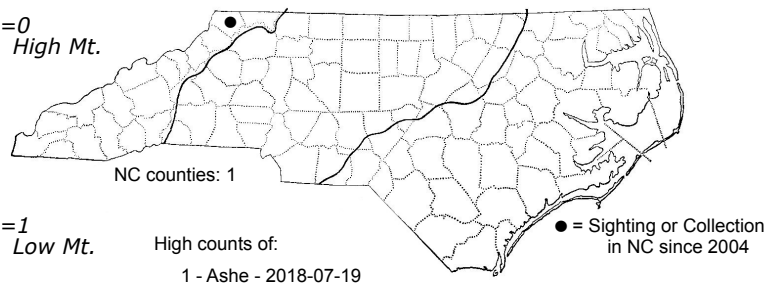 =0
High Mt.
NC counties: 1
=1
Low Mt.
High counts of:
1 - Ashe - 2018-07-19
● = Sighting or Collection
in NC since 2004